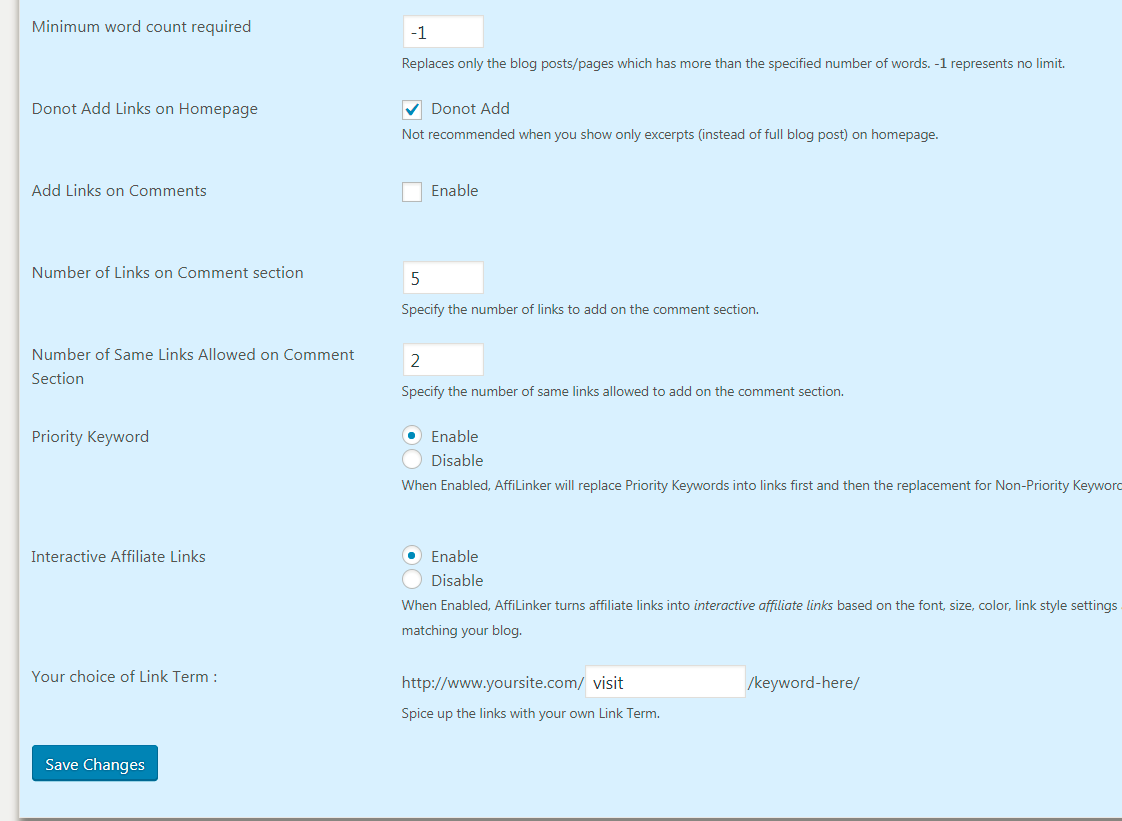 Minimum word count required
-1
Replaces only the blog posts/pages which has more than the specified number of words. -1 represents no limit.
Donot Add Links on Homepage
Donot Add
Not recommended when you show only excerpts (instead of full blog post) on homepage.
Add Links on Comments
Enable
Number of Links on Comment section
5
Specify the number of links to add on the comment section.
Number of Same Links Allowed on Comment
Section
2
Specify the number of same links allowed to add on the comment section.
Priority Keyword
Enable
Disable
When Enabled, AffiLinker will replace Priority Keywords into links first and then the replacement for Non-Priority Keyword
Interactive Affiliate Links
Enable
Disable
When Enabled, AffiLinker turns affiliate links into interactive affiliate links based on the font, size, color, link style settings
matching your blog.
Your choice of Link Term :
http://www.yoursite.com/ visit /keyword-here/
Spice up the links with your own Link Term.
Save Changes